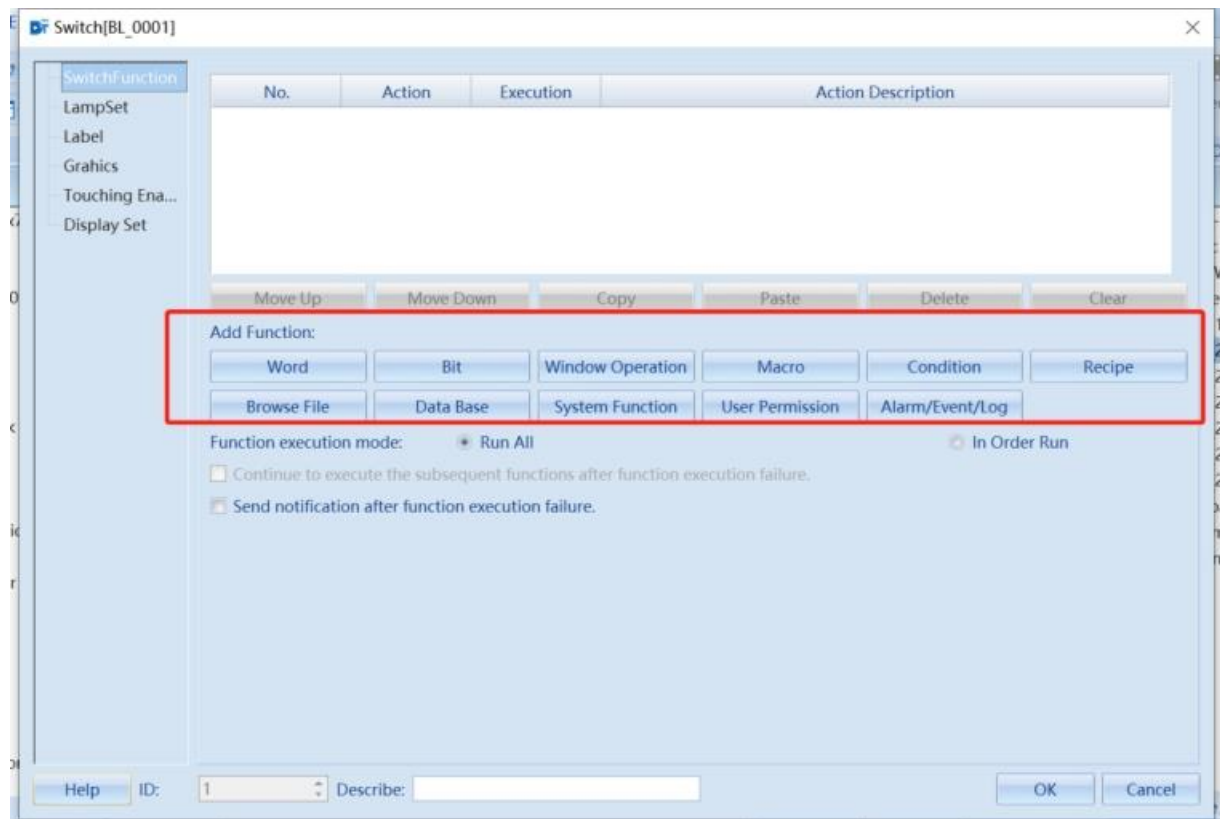 Switch[BL_0001]
SwitchFunction
LampSet
Label
Grahics
Touching Ena...
Display Set
No. Action Execution Action Description
Move Up Move Down Copy Paste Delete Clear
Add Function:
Word Bit Window Operation Macro Condition Recipe
Browse File Data Base System Function User Permission Alarm/Event/Log
Function execution mode: Run All In Order Run
Continue to execute the subsequent functions after function execution failure.
Send notification after function execution failure.
Help ID: 1 Describe: OK Cancel